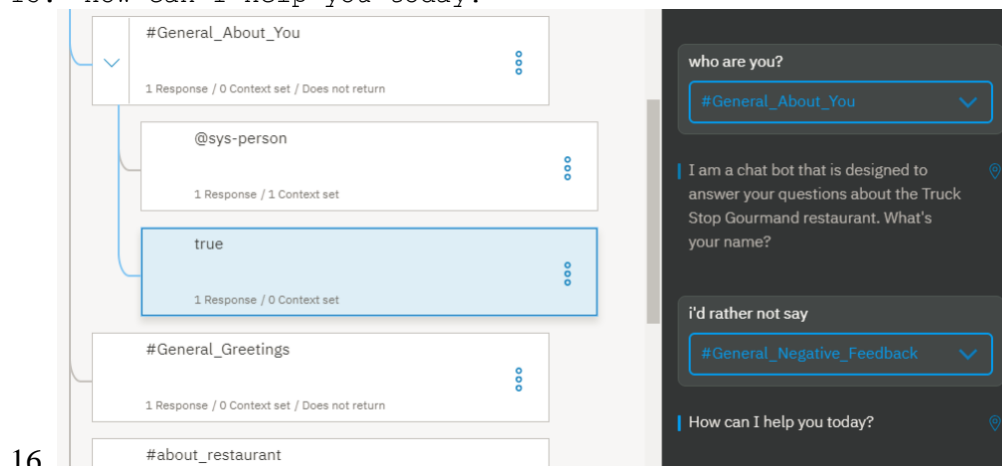 #General_About_You
1 Response / 0 Context set / Does not return
@sys-person
1 Response / 1 Context set
true
1 Response / 0 Context set
#General_Greetings
1 Response / 0 Context set / Does not return
#about_restaurant
who are you?
#General_About_You
I am a chat bot that is designed to
answer your questions about the Truck
Stop Gourmand restaurant. What's
your name?
i'd rather not say
#General_Negative_Feedback
How can I help you today?
16.